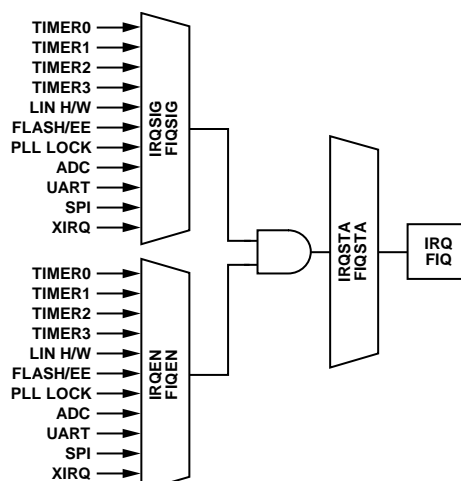 TIMER0
TIMER1
TIMER2
TIMER3
LIN H/W
FLASH/EE
PLL LOCK
ADC
UART
SPI
XIRQ
IRQSIG
FIQSIG
TIMER0
TIMER1
TIMER2
TIMER3
LIN H/W
FLASH/EE
PLL LOCK
ADC
UART
SPI
XIRQ
IRQEN
FIQEN
IRQSTA
FIQSTA
IRQ
FIQ